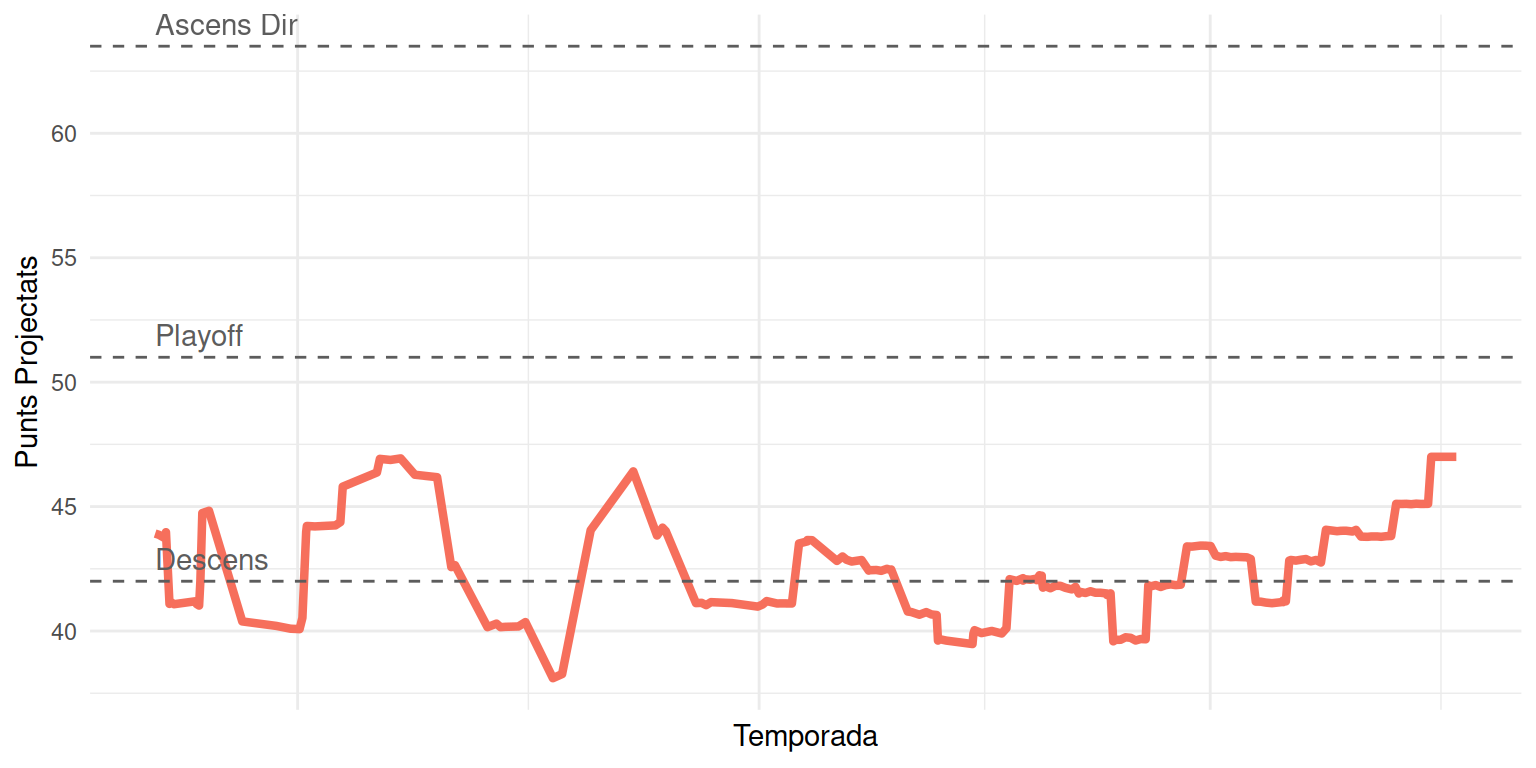 Ascens Dir
60
55
Playoff
50
45
Descens
40
Punts Projectats
Temporada